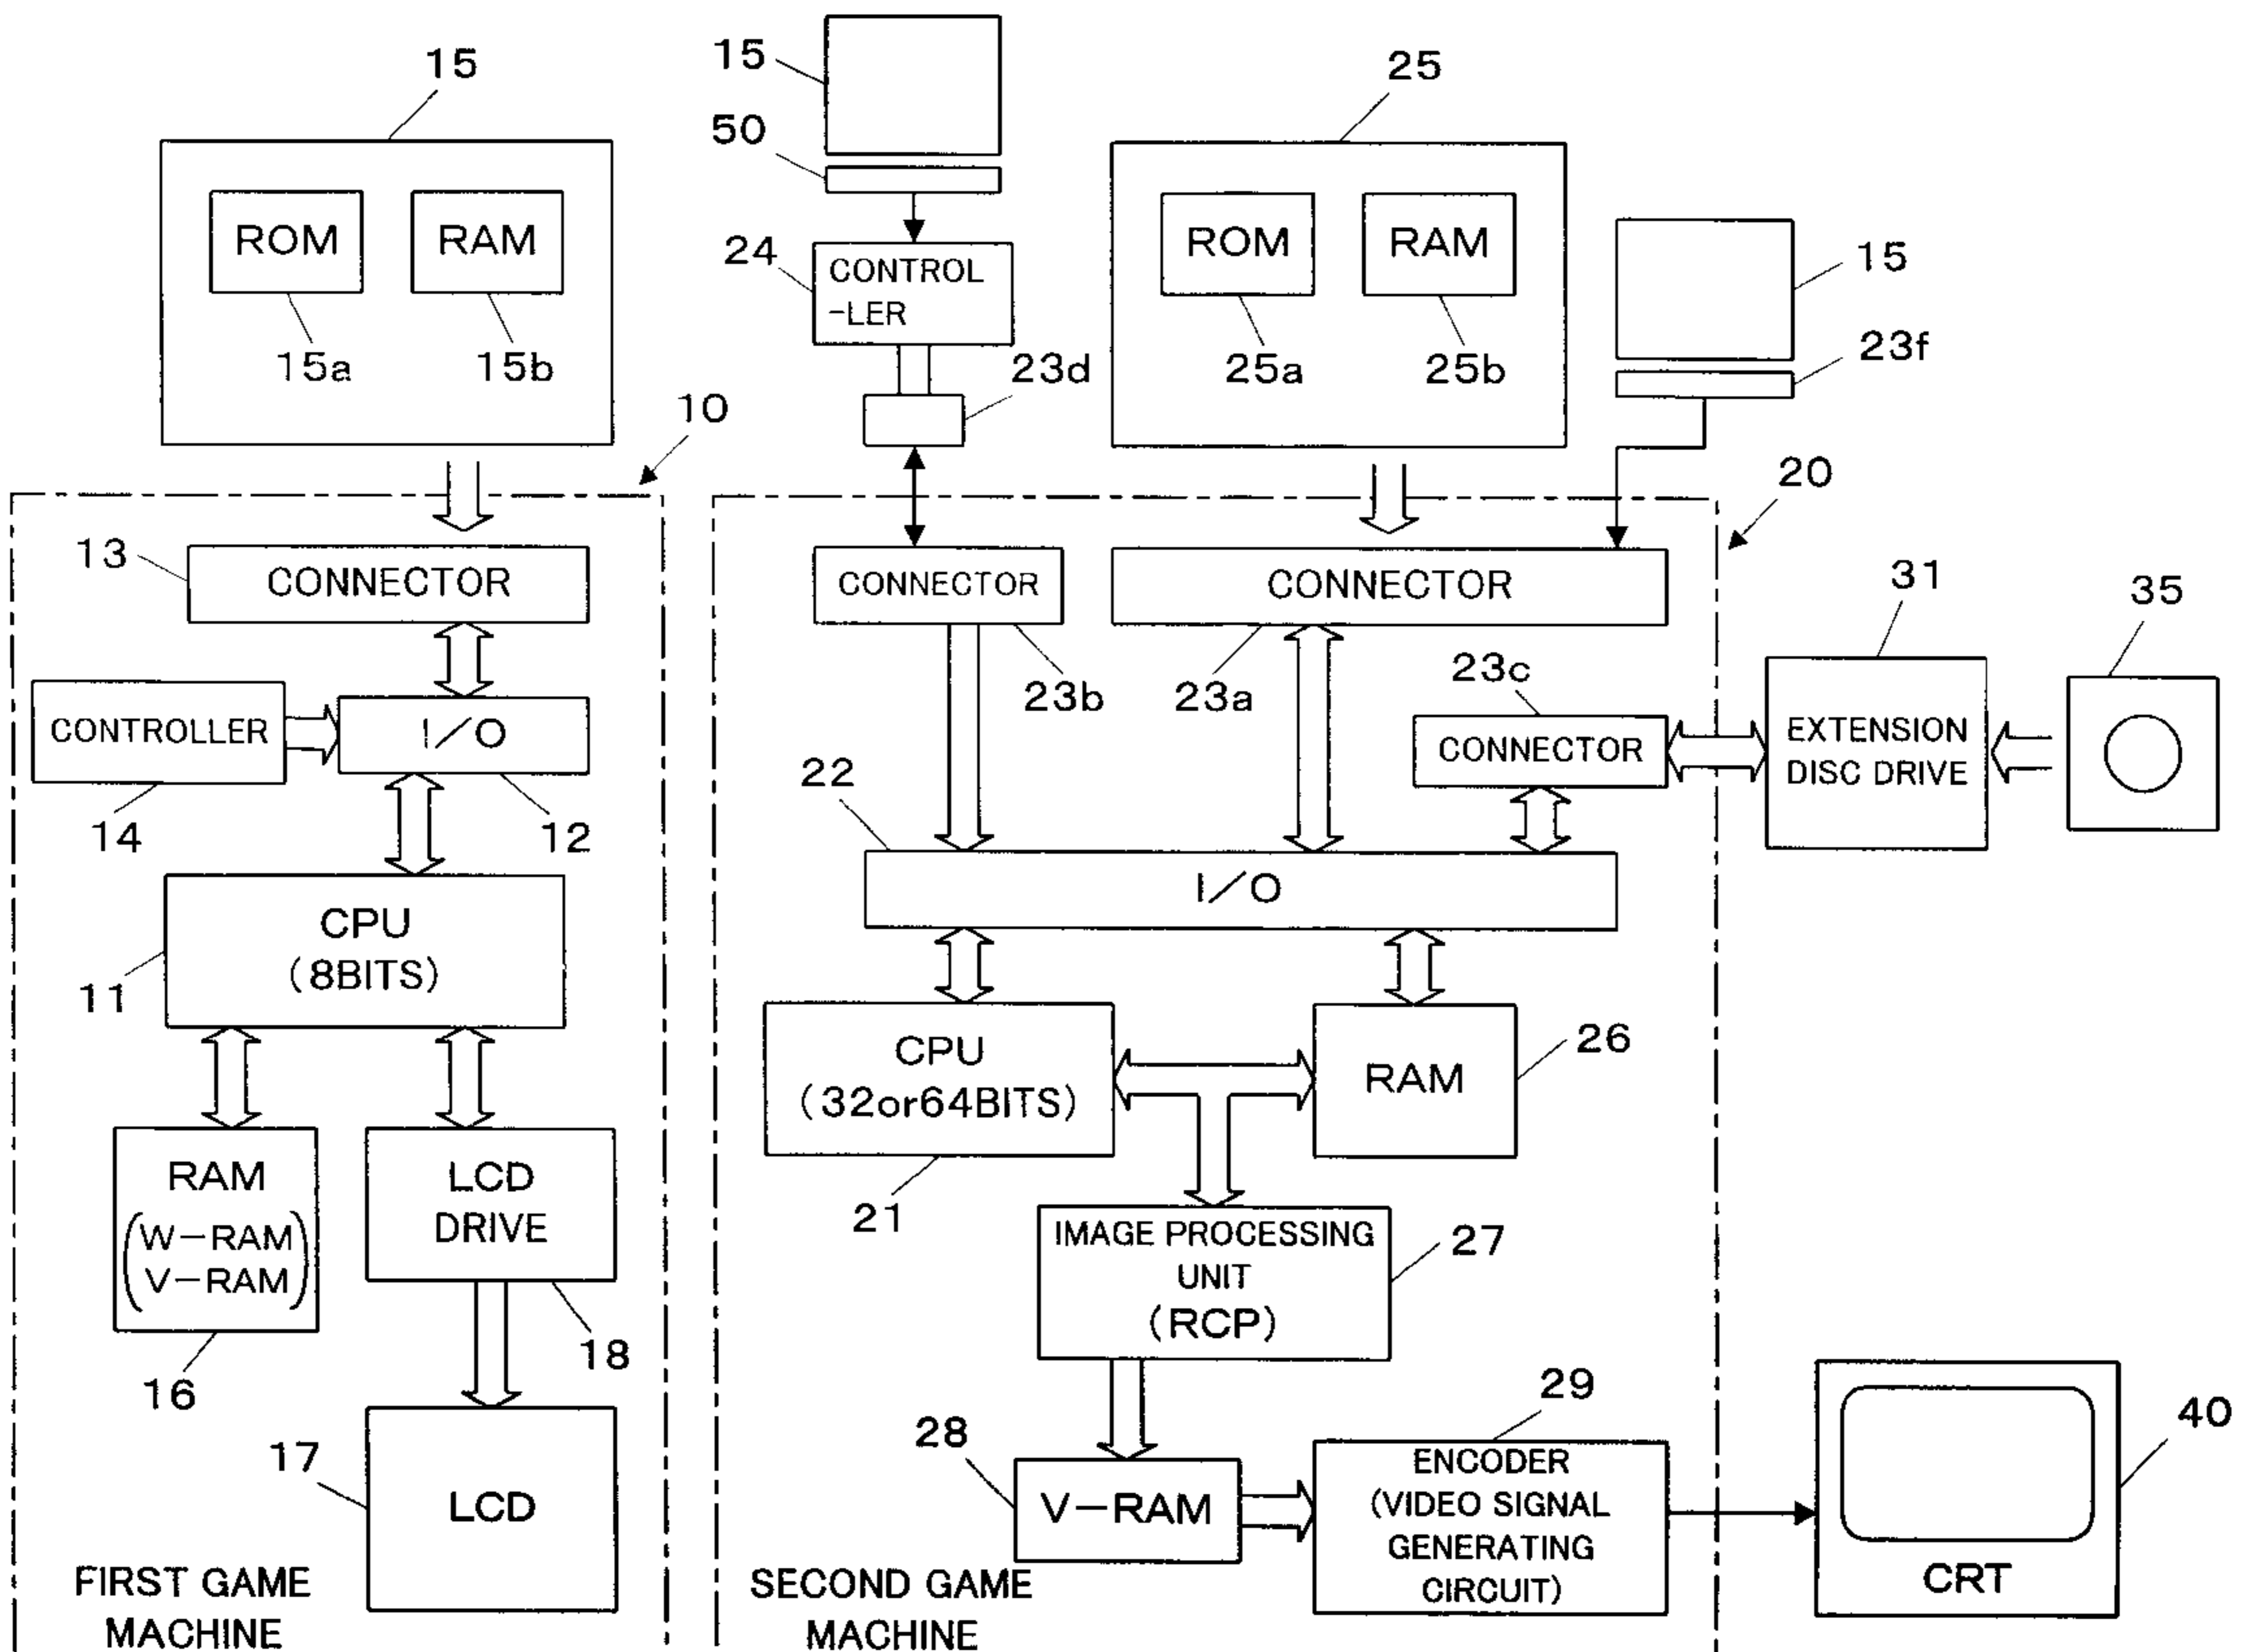 15
ROM
RAM
15a
15b
10
13
CONNECTOR
CONTROLLER
I/O
14
12
CPU
(8BITS)
11
RAM
(W-RAM
V-RAM)
16
LCD
DRIVE
18
17
LCD
FIRST GAME
MACHINE
15
50
24
CONTROL
-LER
23d
25
ROM
RAM
25a
25b
15
23f
20
CONNECTOR
23b
CONNECTOR
23a
23c
CONNECTOR
31
EXTENSION
DISC DRIVE
35
22
I/O
CPU
(32or64BITS)
21
RAM
26
IMAGE PROCESSING
UNIT
(RCP)
27
28
V-RAM
29
ENCODER
(VIDEO SIGNAL
GENERATING
CIRCUIT)
40
CRT
SECOND GAME
MACHINE